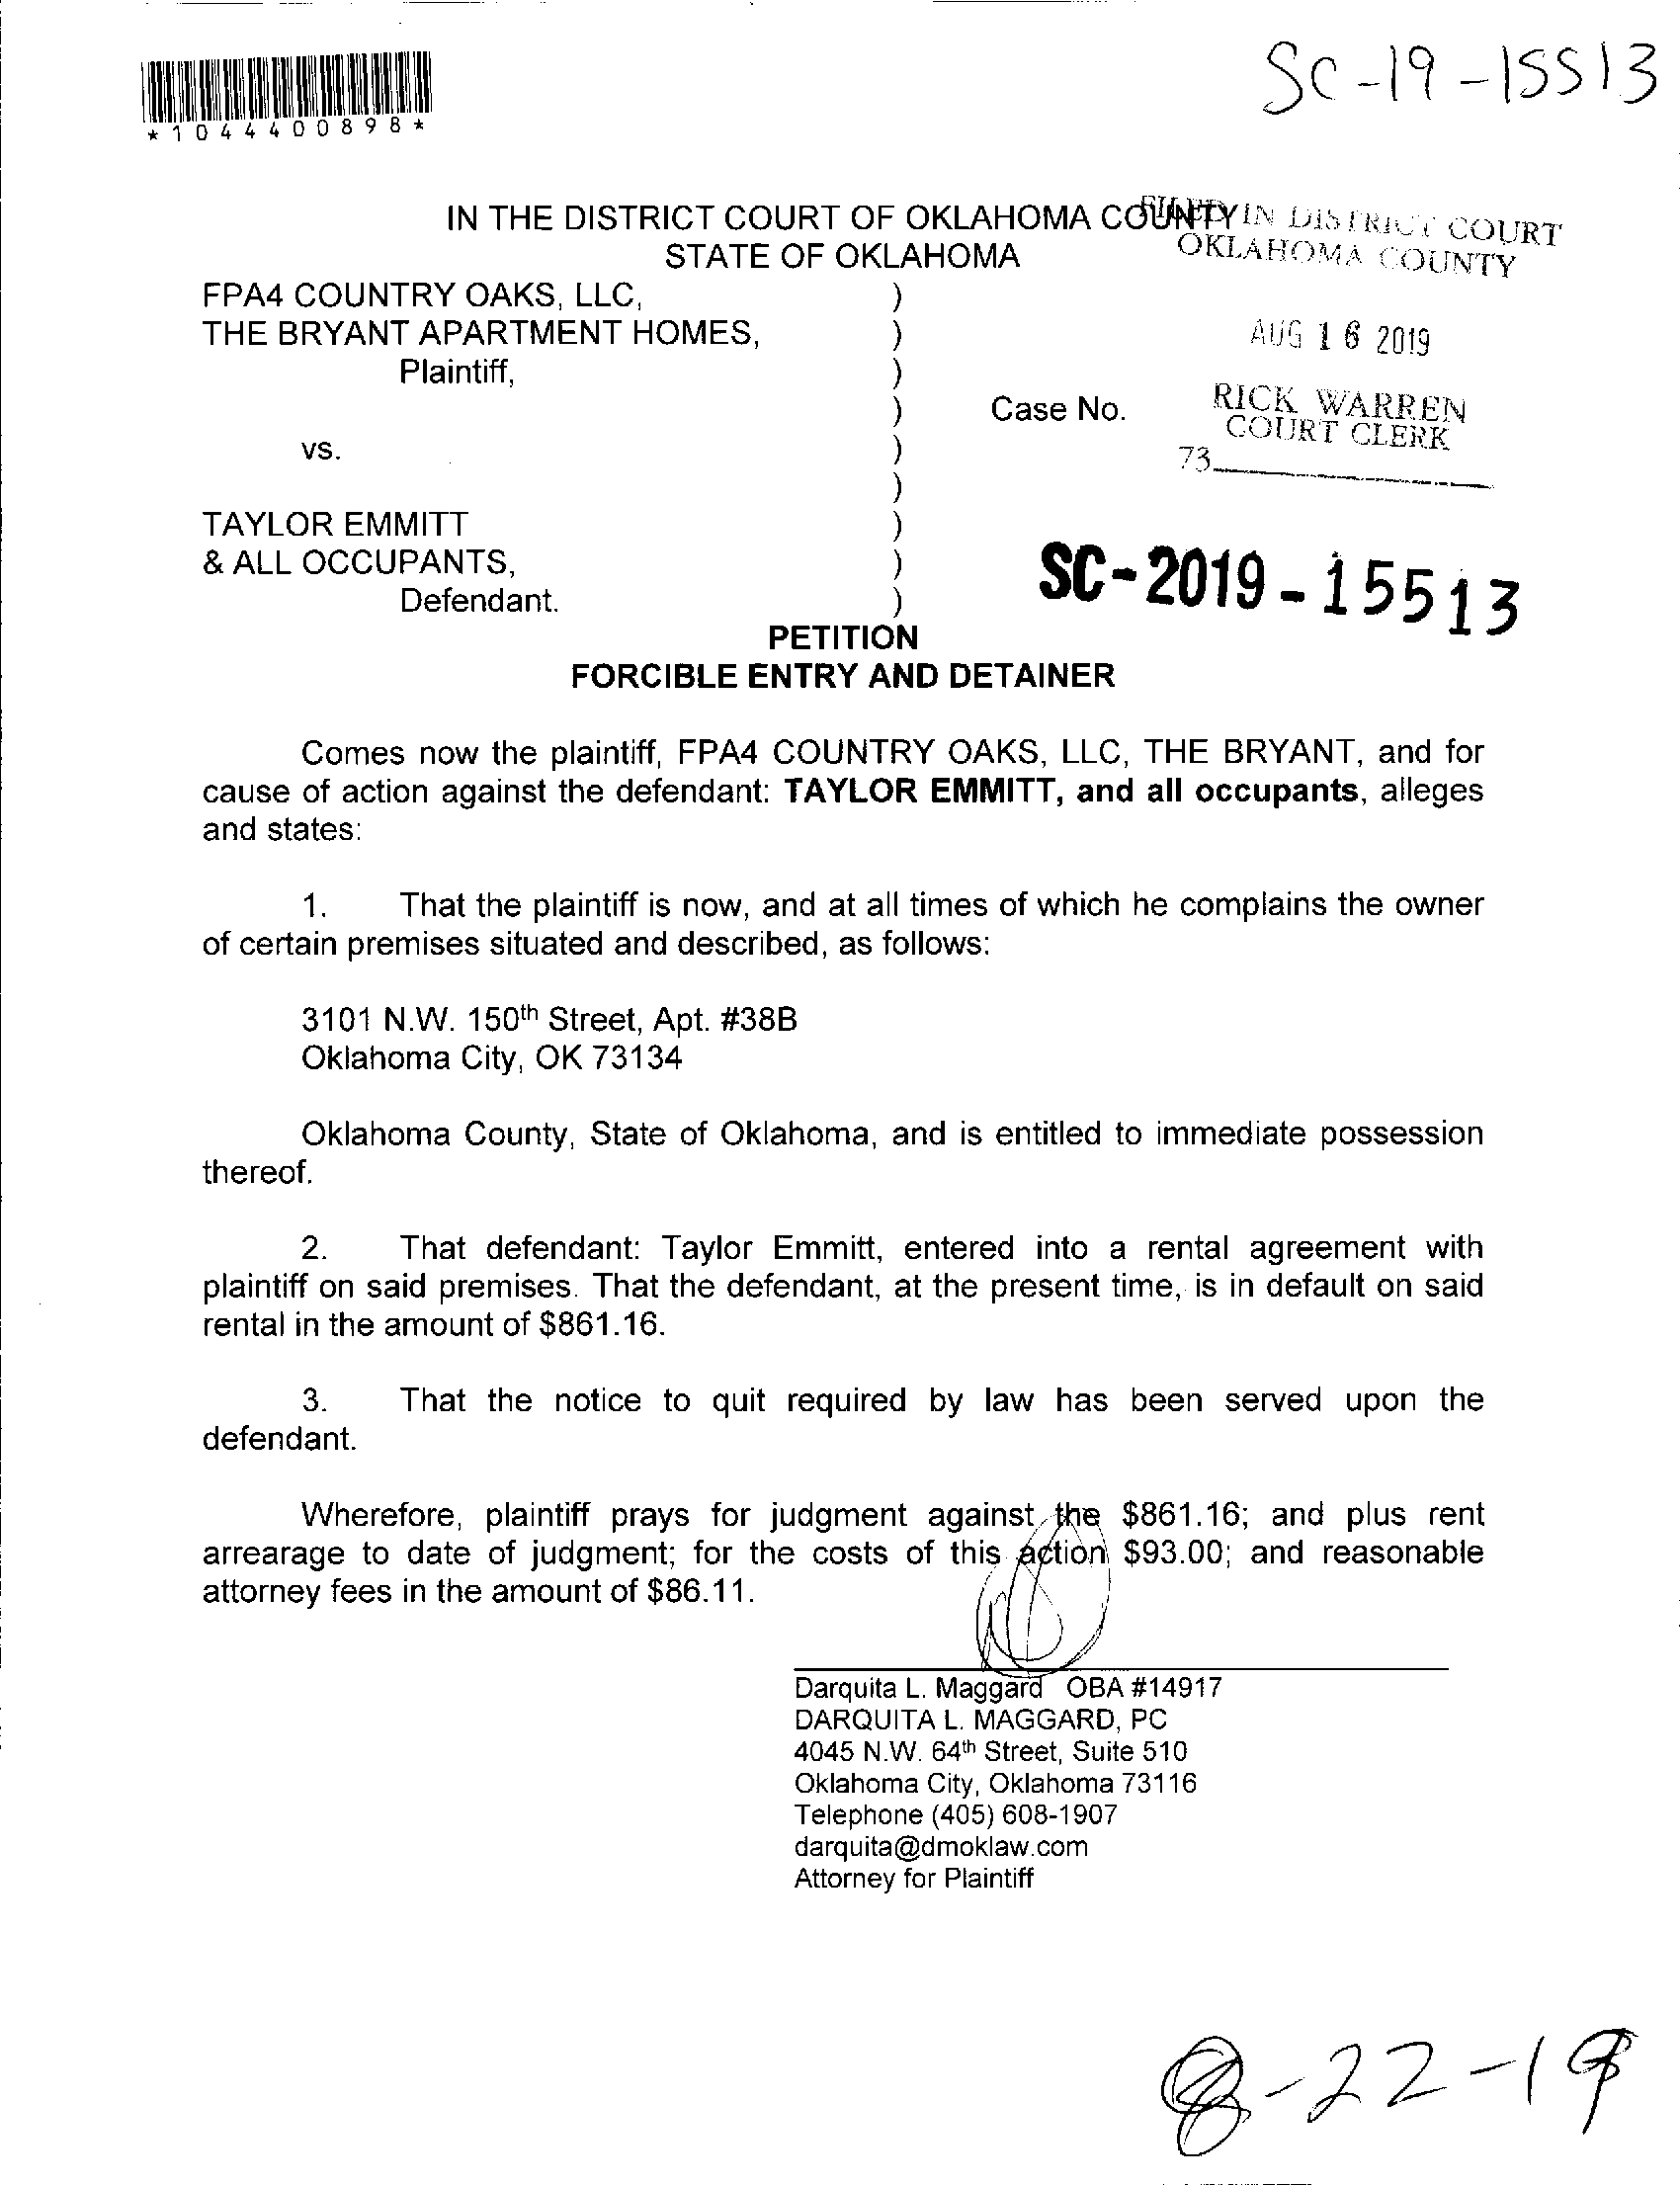 SC-19-15513
*1044400898*
IN THE DISTRICT COURT OF OKLAHOMA COUNTY
STATE OF OKLAHOMA
FILED IN DISTRICT COURT
OKLAHOMA COUNTY
FPA4 COUNTRY OAKS, LLC, )
THE BRYANT APARTMENT HOMES, )
AUG 16 2019
Plaintiff, )
) Case No.
RICK WARREN
COURT CLERK
vs. )
73
)
TAYLOR EMMITT )
& ALL OCCUPANTS, )
SC-2019-15513
Defendant. )
PETITION
FORCIBLE ENTRY AND DETAINER
Comes now the plaintiff, FPA4 COUNTRY OAKS, LLC, THE BRYANT, and for
cause of action against the defendant: TAYLOR EMMITT, and all occupants, alleges
and states:
1. That the plaintiff is now, and at all times of which he complains the owner
of certain premises situated and described, as follows:
3101 N.W. 150th Street, Apt. #38B
Oklahoma City, OK 73134
Oklahoma County, State of Oklahoma, and is entitled to immediate possession
thereof.
2. That defendant: Taylor Emmitt, entered into a rental agreement with
plaintiff on said premises. That the defendant, at the present time, is in default on said
rental in the amount of $861.16.
3. That the notice to quit required by law has been served upon the
defendant.
Wherefore, plaintiff prays for judgment against the $861.16; and plus rent
arrearage to date of judgment; for the costs of this action $93.00; and reasonable
attorney fees in the amount of $86.11.
Darquita L. Maggard OBA #14917
DARQUITA L. MAGGARD, PC
4045 N.W. 64th Street, Suite 510
Oklahoma City, Oklahoma 73116
Telephone (405) 608-1907
darquita@dmoklaw.com
Attorney for Plaintiff
8-22-19